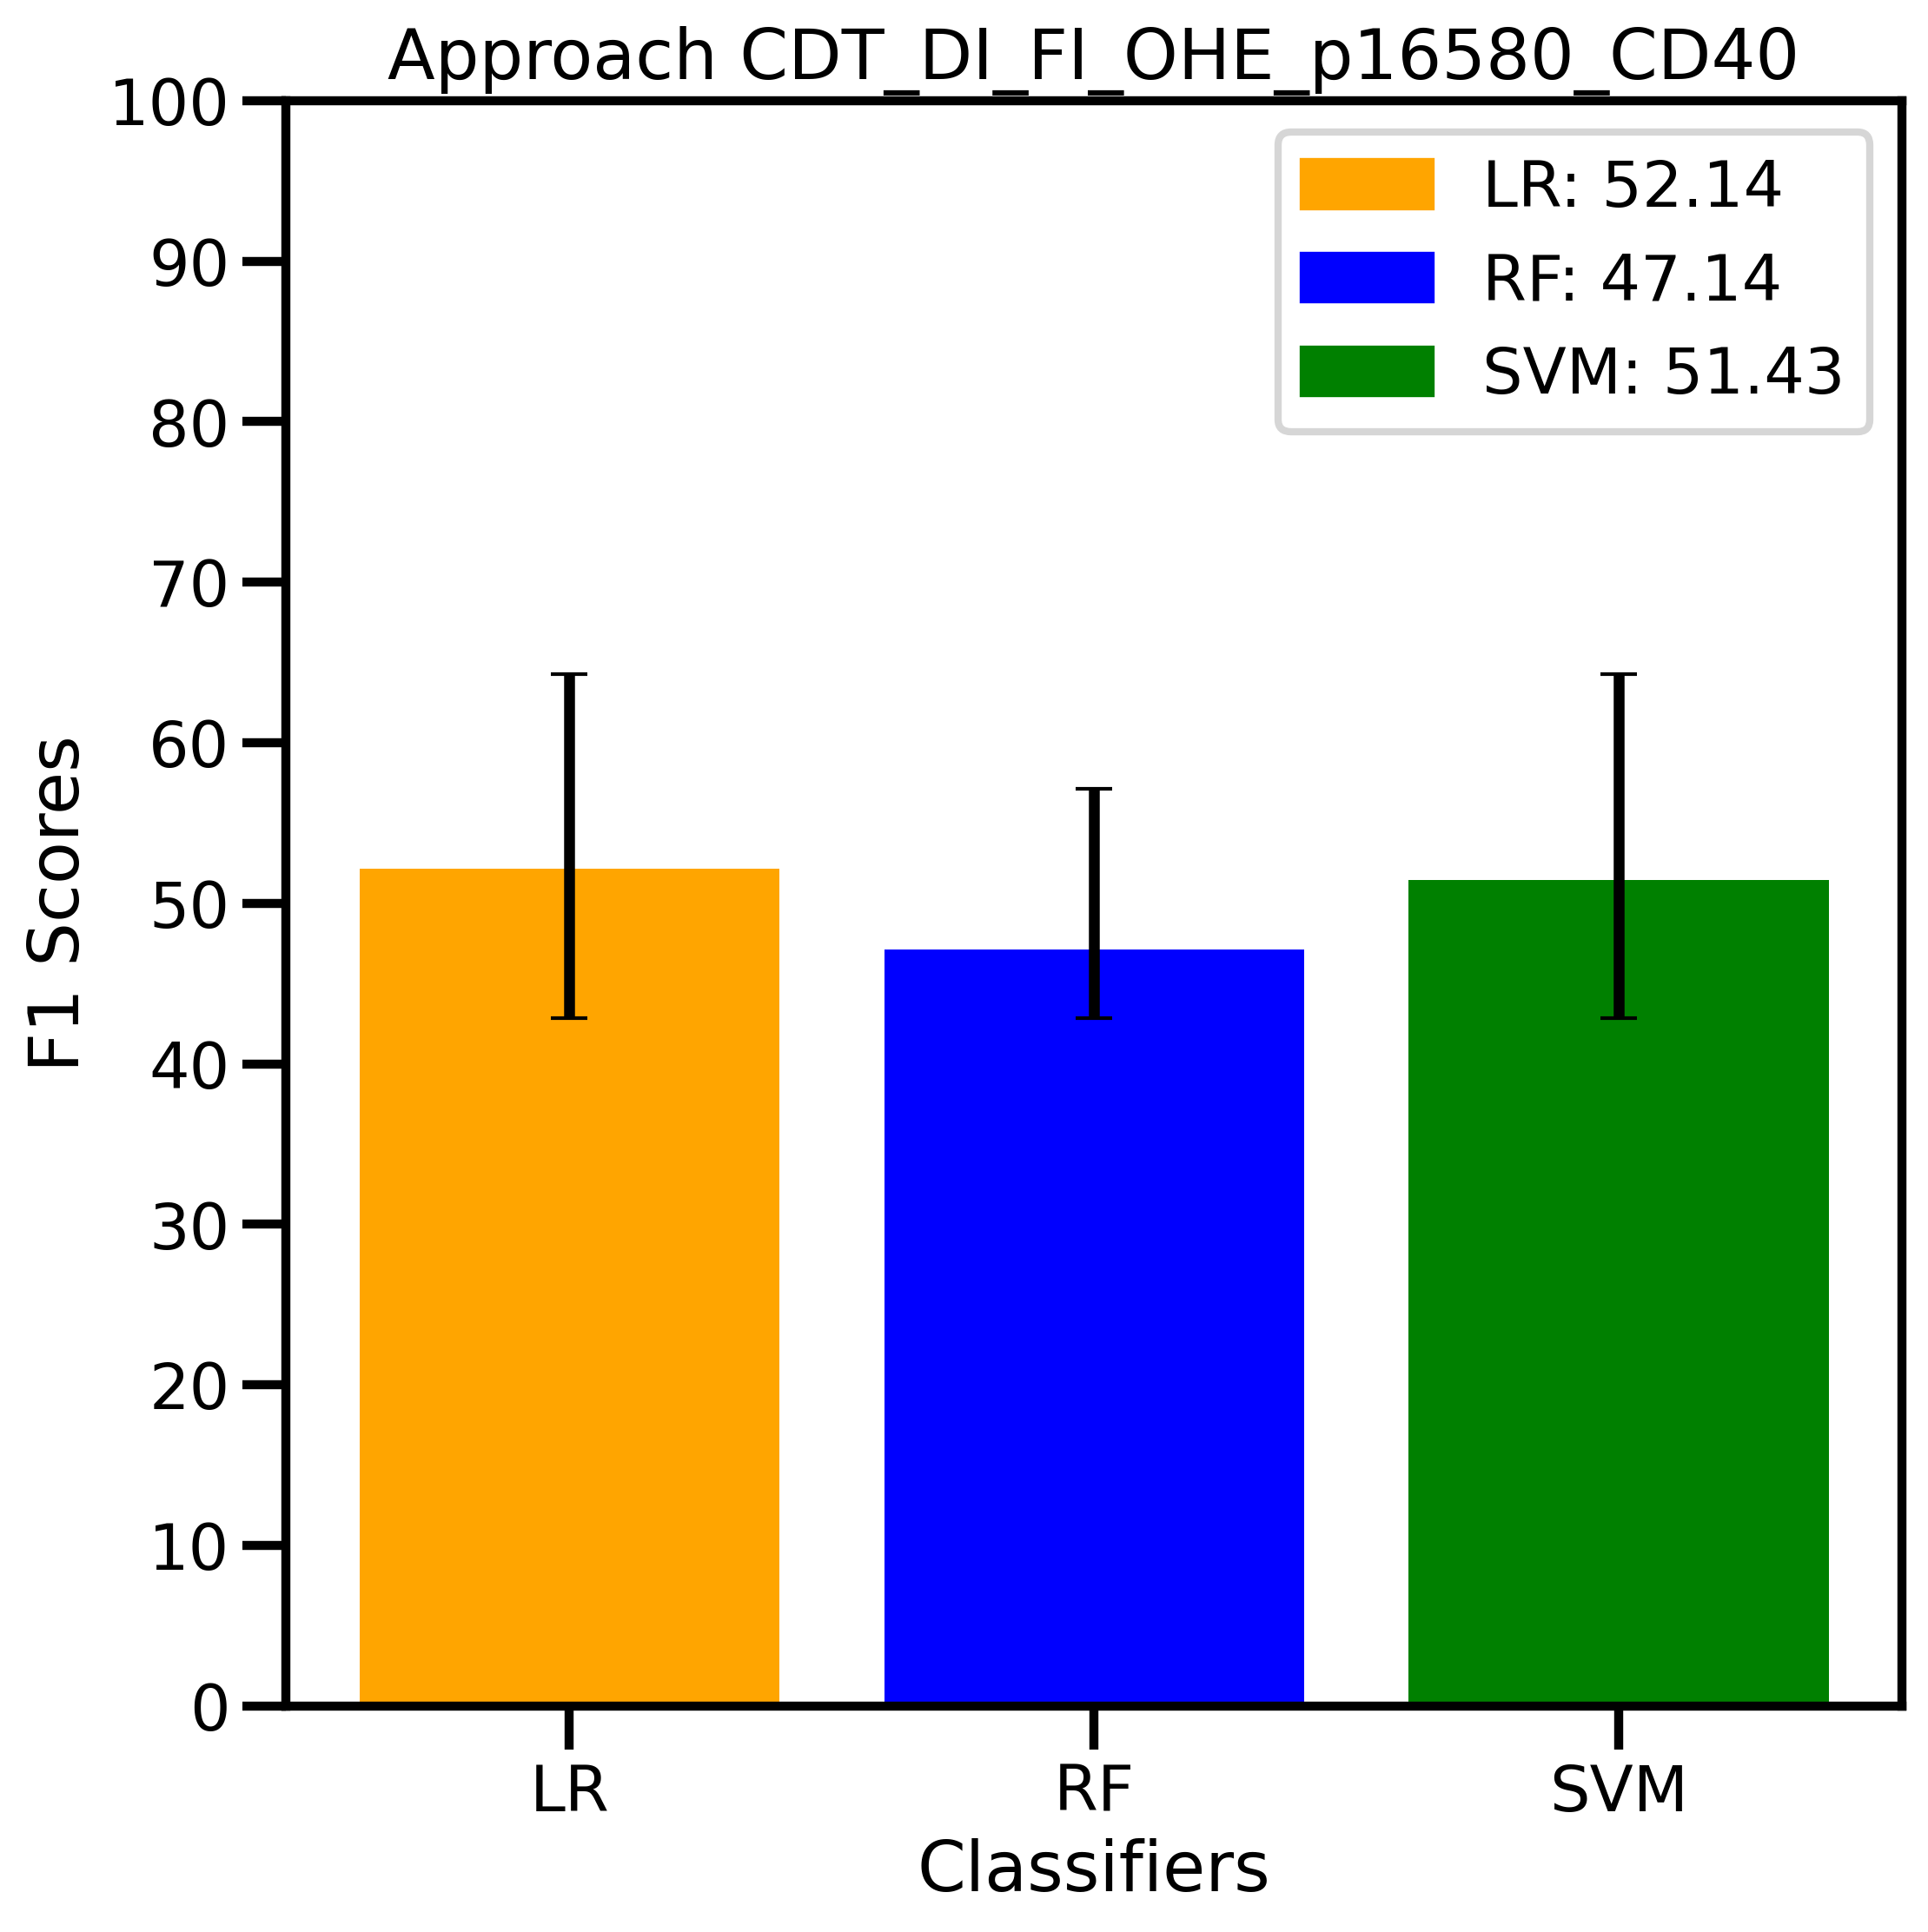 Approach CDT_DI_FI_OHE_p16580_CD40
LR: 52.14
RF: 47.14
SVM: 51.43
F1 Scores
100
90
80
70
60
50
40
30
20
10
0
LR
RF
SVM
Classifiers